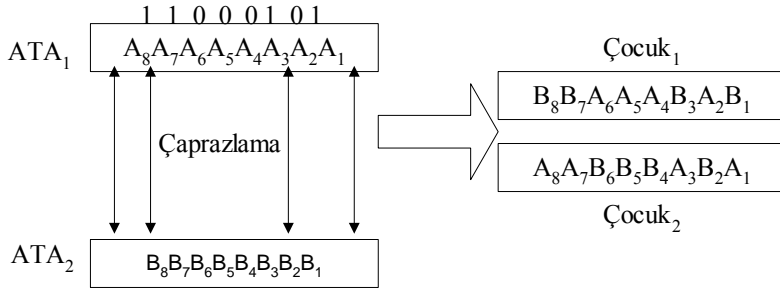 1 1 0 0 0 1 0 1
ATA₁
A₈A₇A₆A₅A₄A₃A₂A₁
Çaprazlama
ATA₂
B₈B₇B₆B₅B₄B₃B₂B₁
Çocuk₁
B₈B₇A₆A₅A₄B₃A₂B₁
A₈A₇B₆B₅B₄A₃B₂A₁
Çocuk₂